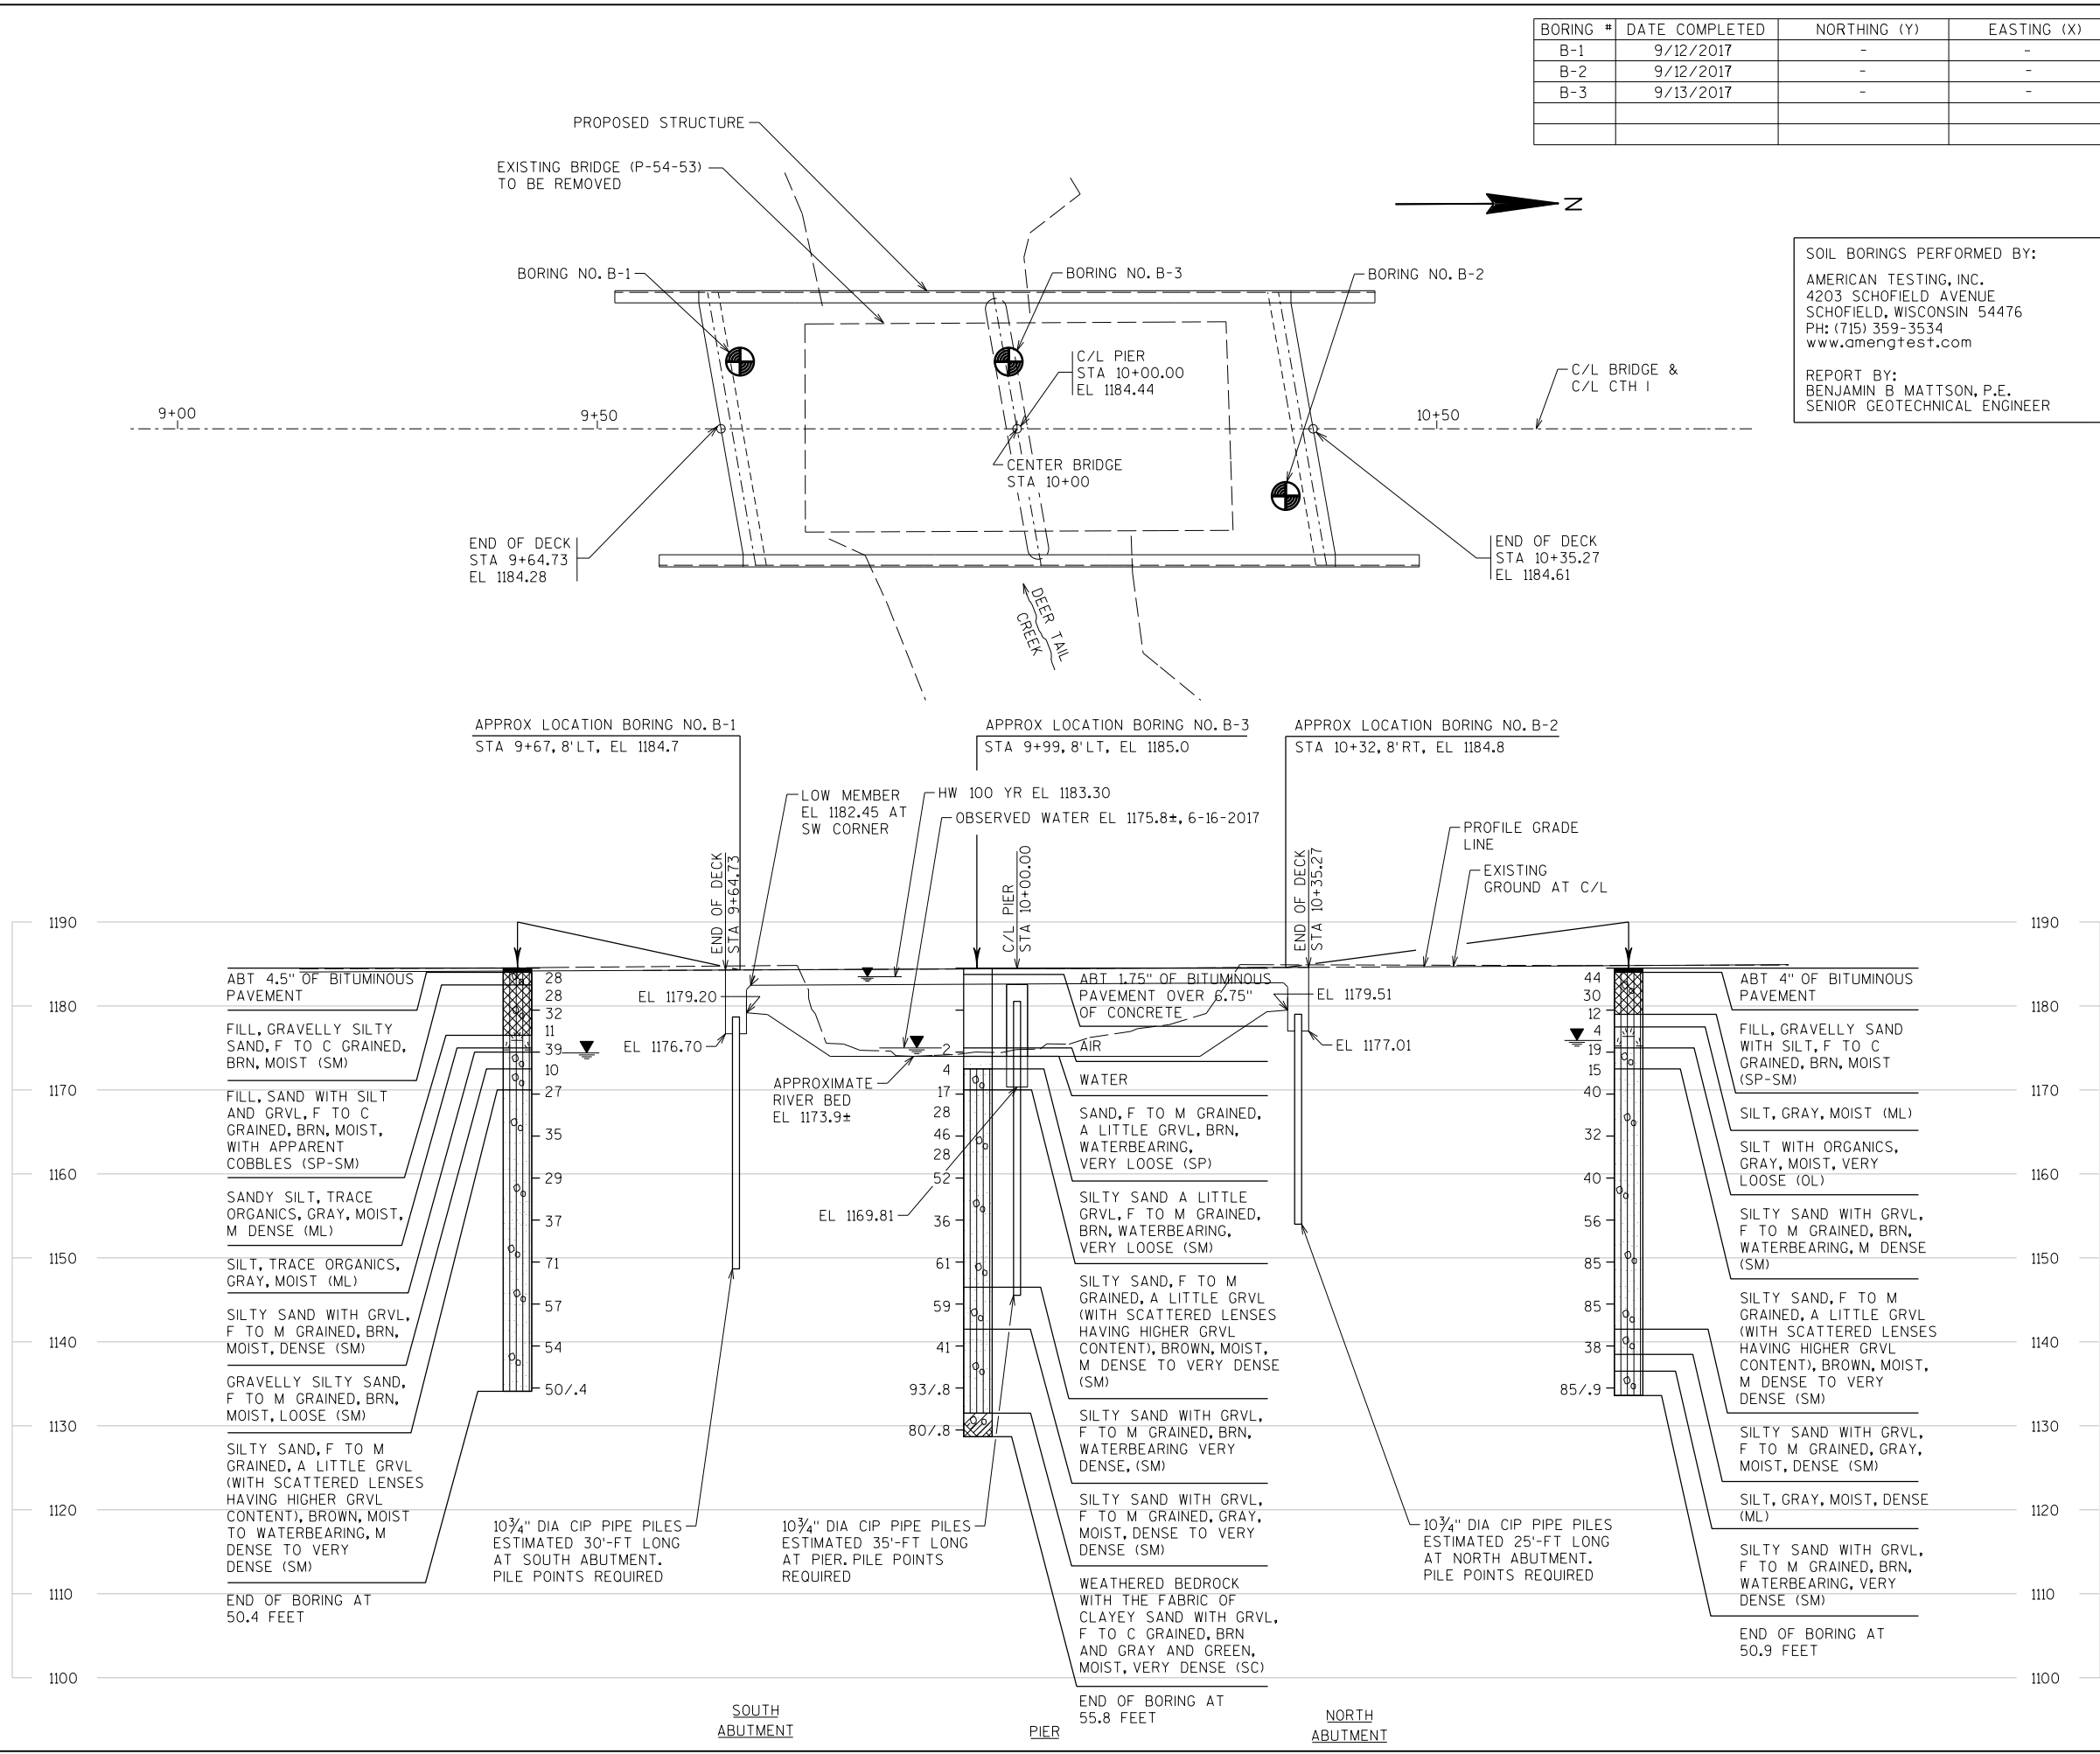 BORING # DATE COMPLETED NORTHING (Y) EASTING (X)
B-1 9/12/2017 - -
B-2 9/12/2017 - -
B-3 9/13/2017 - -
PROPOSED STRUCTURE
EXISTING BRIDGE (P-54-53)
TO BE REMOVED
N
BORING NO. B-1
BORING NO. B-3
BORING NO. B-2
SOIL BORINGS PERFORMED BY:
AMERICAN TESTING, INC.
4203 SCHOFIELD AVENUE
SCHOFIELD, WISCONSIN 54476
PH: (715) 359-3534
www.amengtest.com
REPORT BY:
BENJAMIN B MATTSON, P.E.
SENIOR GEOTECHNICAL ENGINEER
C/L PIER
STA 10+00.00
EL 1184.44
C/L BRIDGE &
C/L CTH I
9+00
9+50
10+50
CENTER BRIDGE
STA 10+00
END OF DECK
STA 9+64.73
EL 1184.28
END OF DECK
STA 10+35.27
EL 1184.61
DEER TAIL
CREEK
APPROX LOCATION BORING NO. B-1
STA 9+67, 8'LT, EL 1184.7
APPROX LOCATION BORING NO. B-3
STA 9+99, 8'LT, EL 1185.0
APPROX LOCATION BORING NO. B-2
STA 10+32, 8'RT, EL 1184.8
LOW MEMBER
EL 1182.45 AT
SW CORNER
HW 100 YR EL 1183.30
OBSERVED WATER EL 1175.8±, 6-16-2017
PROFILE GRADE
LINE
EXISTING
GROUND AT C/L
END OF DECK
STA 9+64.73
C/L PIER
STA 10+00.00
END OF DECK
STA 10+35.27
1190
1180
1170
1160
1150
1140
1130
1120
1110
1100
ABT 4.5" OF BITUMINOUS
PAVEMENT
FILL, GRAVELLY SILTY
SAND, F TO C GRAINED,
BRN, MOIST (SM)
FILL, SAND WITH SILT
AND GRVL, F TO C
GRAINED, BRN, MOIST,
WITH APPARENT
COBBLES (SP-SM)
SANDY SILT, TRACE
ORGANICS, GRAY, MOIST,
M DENSE (ML)
SILT, TRACE ORGANICS,
GRAY, MOIST (ML)
SILTY SAND WITH GRVL,
F TO M GRAINED, BRN,
MOIST, DENSE (SM)
GRAVELLY SILTY SAND,
F TO M GRAINED, BRN,
MOIST, LOOSE (SM)
SILTY SAND, F TO M
GRAINED, A LITTLE GRVL
(WITH SCATTERED LENSES
HAVING HIGHER GRVL
CONTENT), BROWN, MOIST
TO WATERBEARING, M
DENSE TO VERY
DENSE (SM)
END OF BORING AT
50.4 FEET
28
28
32
11
39
10
27
35
29
37
71
57
54
50/.4
EL 1179.20
EL 1176.70
APPROXIMATE
RIVER BED
EL 1173.9±
EL 1169.81
10¾" DIA CIP PIPE PILES
ESTIMATED 30'-FT LONG
AT SOUTH ABUTMENT.
PILE POINTS REQUIRED
10¾" DIA CIP PIPE PILES
ESTIMATED 35'-FT LONG
AT PIER. PILE POINTS
REQUIRED
2
4
17
28
46
28
52
36
61
59
41
93/.8
80/.8
ABT 1.75" OF BITUMINOUS
PAVEMENT OVER 6.75"
OF CONCRETE
AIR
WATER
SAND, F TO M GRAINED,
A LITTLE GRVL, BRN,
WATERBEARING,
VERY LOOSE (SP)
SILTY SAND A LITTLE
GRVL, F TO M GRAINED,
BRN, WATERBEARING,
VERY LOOSE (SM)
SILTY SAND, F TO M
GRAINED, A LITTLE GRVL
(WITH SCATTERED LENSES
HAVING HIGHER GRVL
CONTENT), BROWN, MOIST,
M DENSE TO VERY DENSE
(SM)
SILTY SAND WITH GRVL,
F TO M GRAINED, BRN,
WATERBEARING VERY
DENSE, (SM)
SILTY SAND WITH GRVL,
F TO M GRAINED, GRAY,
MOIST, DENSE TO VERY
DENSE (SM)
WEATHERED BEDROCK
WITH THE FABRIC OF
CLAYEY SAND WITH GRVL,
F TO C GRAINED, BRN
AND GRAY AND GREEN,
MOIST, VERY DENSE (SC)
END OF BORING AT
55.8 FEET
EL 1179.51
EL 1177.01
10¾" DIA CIP PIPE PILES
ESTIMATED 25'-FT LONG
AT NORTH ABUTMENT.
PILE POINTS REQUIRED
44
30
12
4
19
15
40
32
40
56
85
85
38
85/.9
ABT 4" OF BITUMINOUS
PAVEMENT
FILL, GRAVELLY SAND
WITH SILT, F TO C
GRAINED, BRN, MOIST
(SP-SM)
SILT, GRAY, MOIST (ML)
SILT WITH ORGANICS,
GRAY, MOIST, VERY
LOOSE (OL)
SILTY SAND WITH GRVL,
F TO M GRAINED, BRN,
WATERBEARING, M DENSE
(SM)
SILTY SAND, F TO M
GRAINED, A LITTLE GRVL
(WITH SCATTERED LENSES
HAVING HIGHER GRVL
CONTENT), BROWN, MOIST,
M DENSE TO VERY
DENSE (SM)
SILTY SAND WITH GRVL,
F TO M GRAINED, GRAY,
MOIST, DENSE (SM)
SILT, GRAY, MOIST, DENSE
(ML)
SILTY SAND WITH GRVL,
F TO M GRAINED, BRN,
WATERBEARING, VERY
DENSE (SM)
END OF BORING AT
50.9 FEET
1190
1180
1170
1160
1150
1140
1130
1120
1110
1100
SOUTH
ABUTMENT
PIER
NORTH
ABUTMENT